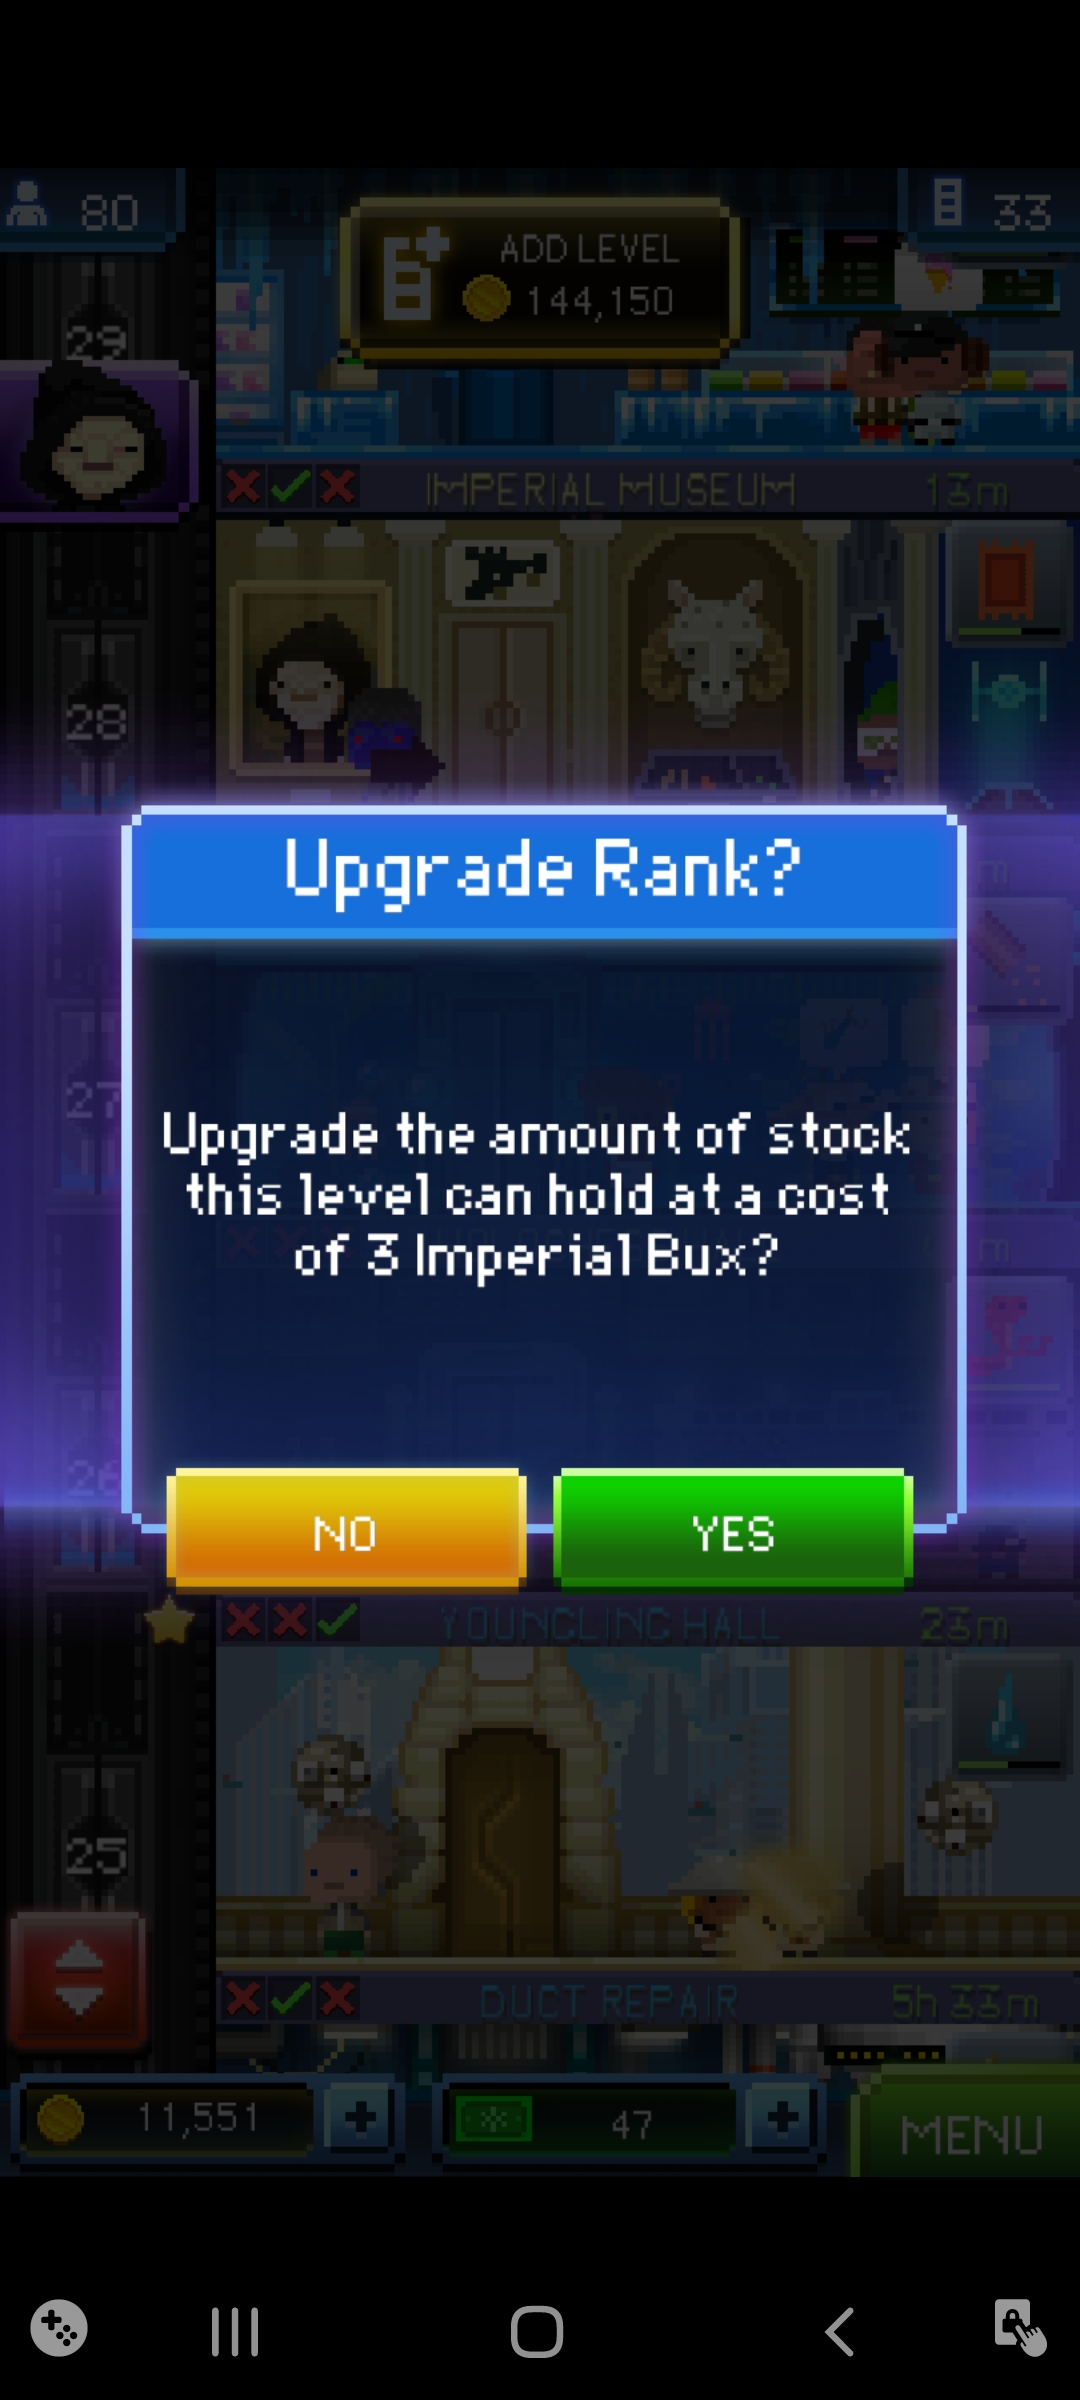 80
33
ADD LEVEL
144,150
29
IMPERIAL MUSEUM
13m
28
Upgrade Rank?
27
Upgrade the amount of stock
this level can hold at a cost
of 3 Imperial Bux?
26
NO
YES
YOUNGLING HALL
23m
25
DUCT REPAIR
5h 33m
11,551
47
MENU